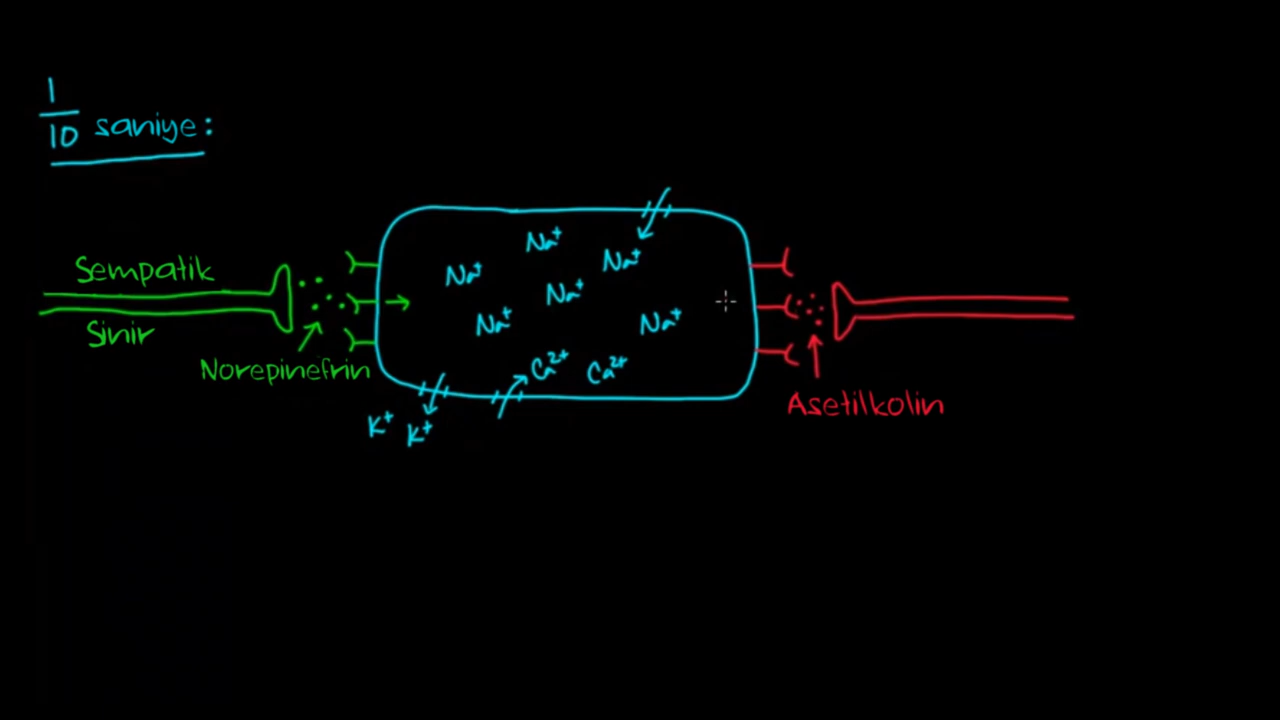 1
10 saniye:
Sempatik
Sinir
Norepinefrin
Na⁺
Na⁺
Na⁺
Na⁺
Na⁺
Na⁺
Ca²⁺
Ca²⁺
K⁺
K⁺
Asetilkolin